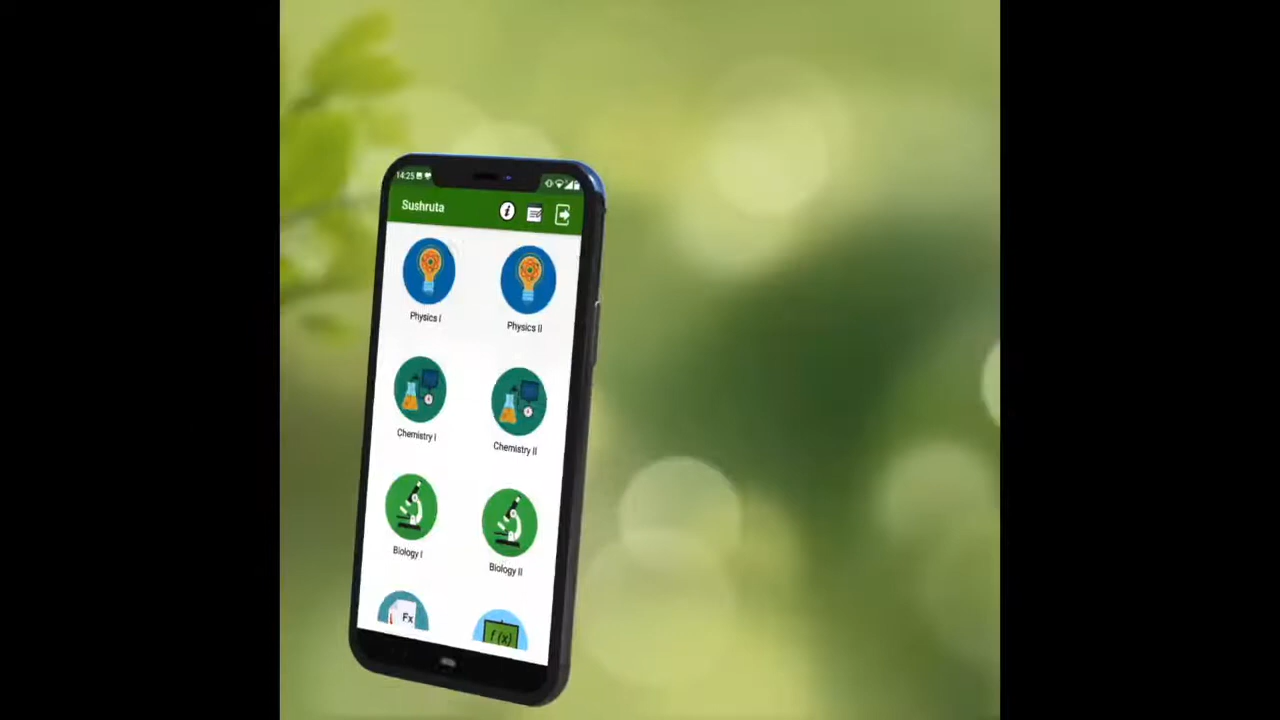 14:25
Sushruta
Physics I
Physics II
Chemistry I
Chemistry II
Biology I
Biology II
Fx
f(x)